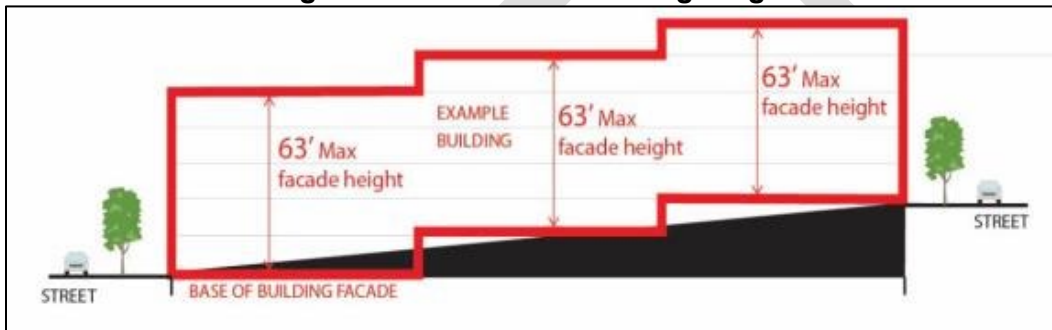 63' Max
facade height
EXAMPLE
BUILDING
63' Max
facade height
63' Max
facade height
STREET
BASE OF BUILDING FACADE
STREET